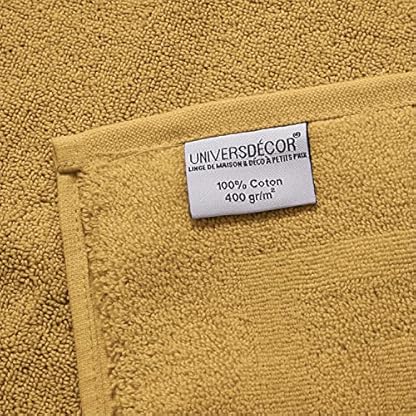 UNIVERSDÉCOR®
LINGE DE MAISON & DÉCO À PETITS PRIX
100% Coton
400 gr/m²